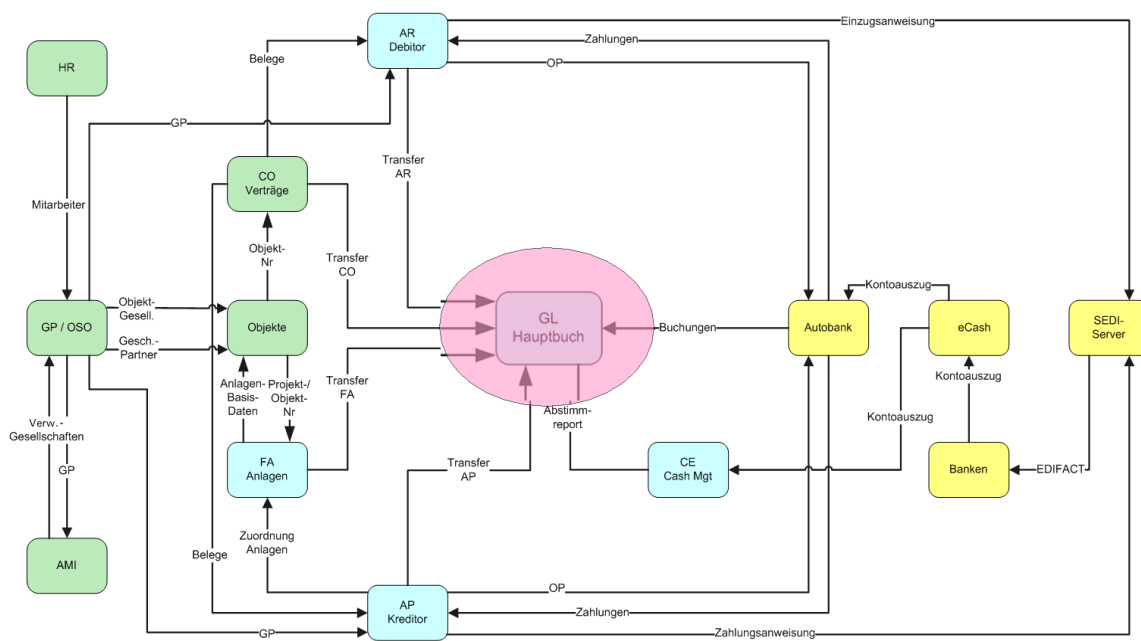 AR
Debitor
Einzugsanweisung
Zahlungen
OP
HR
Belege
GP
Transfer
AR
CO
Verträge
Mitarbeiter
Objekt-
Nr
Transfer
CO
Kontoauszug
GP / OSO
Objekt-
Gesell.
Gesch.-
Partner
Objekte
GL
Hauptbuch
Buchungen
Autobank
eCash
SEDI-
Server
Anlagen-
Basis-
Daten
Projekt-/
Objekt-
Nr
Transfer
FA
Kontoauszug
Verw.-
Gesellschaften
Abstimm-
report
Kontoauszug
GP
FA
Anlagen
Transfer
AP
CE
Cash Mgt
Banken
EDIFACT
Zuordnung
Anlagen
Belege
AMI
OP
AP
Kreditor
Zahlungen
GP
Zahlungsanweisung